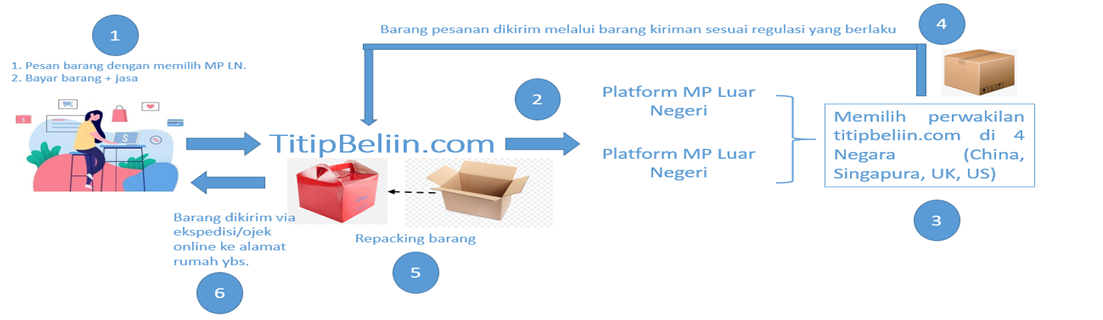 1
1. Pesan barang dengan memilih MP LN.
2. Bayar barang + jasa
Barang pesanan dikirim melalui barang kiriman sesuai regulasi yang berlaku
4
2
Platform MP Luar
Negeri
Platform MP Luar
Negeri
Memilih perwakilan
titipbeliin.com di 4
Negara (China,
Singapura, UK, US)
3
TitipBeliin.com
Repacking barang
5
Barang dikirim via
ekspedisi/ojek
online ke alamat
rumah ybs.
6